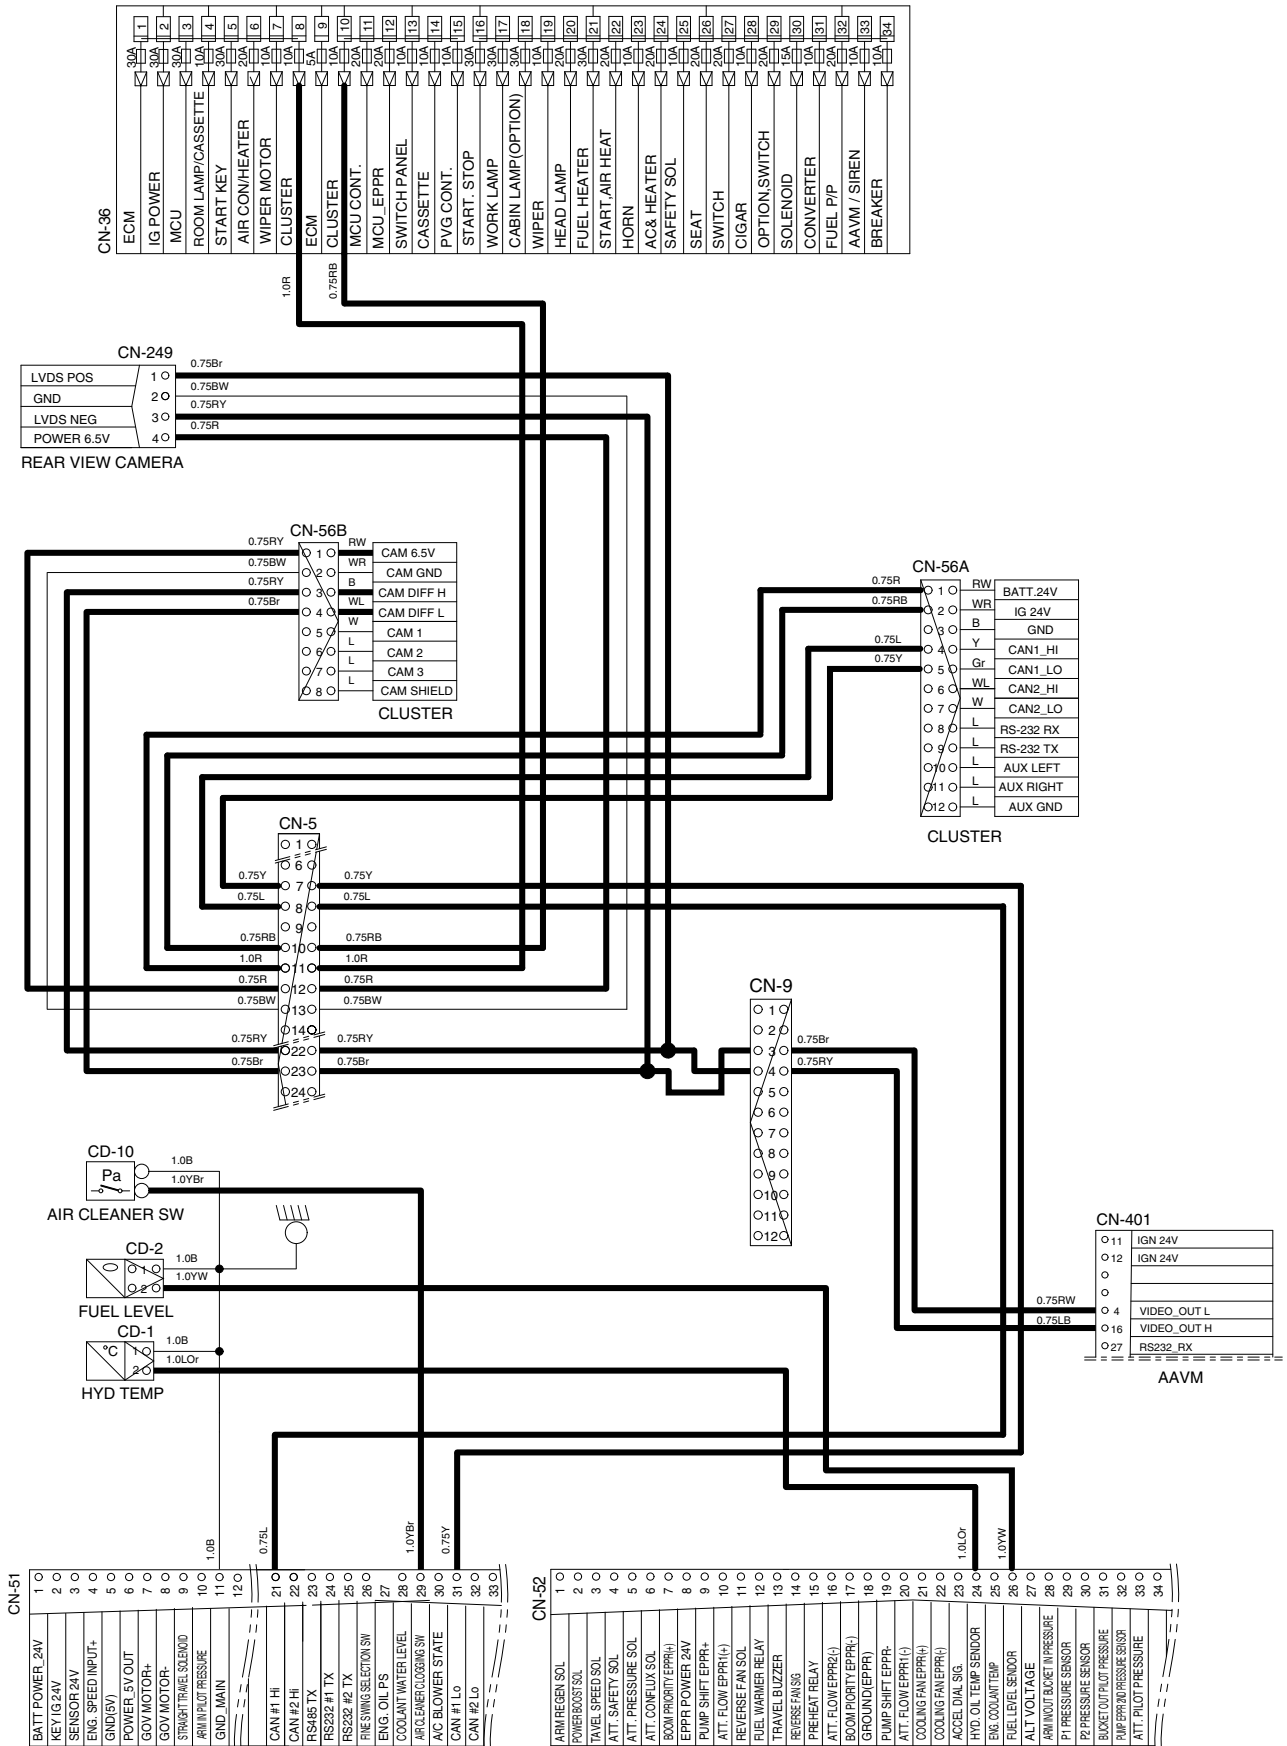 CN-36
1 2 3 4 5 6 7 8 9 10 11 12 13 14 15 16 17 18 19 20 21 22 23 24 25 26 27 28 29 30 31 32 33 34
30A 30A 30A 10A 30A 20A 10A 10A 5A 10A 20A 20A 10A 10A 10A 30A 30A 30A 10A 20A 30A 20A 10A 20A 10A 20A 10A 10A 20A 15A 10A 20A 10A 10A
ECM
IG POWER
MCU
ROOM LAMP/CASSETTE
START KEY
AIR CON/HEATER
WIPER MOTOR
CLUSTER
ECM
CLUSTER
MCU CONT.
MCU_EPPR
SWITCH PANEL
CASSETTE
PVG CONT.
START. STOP
WORK LAMP
CABIN LAMP(OPTION)
WIPER
HEAD LAMP
FUEL HEATER
START,AIR HEAT
HORN
AC& HEATER
SAFETY SOL
SEAT
SWITCH
CIGAR
OPTION,SWITCH
SOLENOID
CONVERTER
FUEL P/P
AAVM / SIREN
BREAKER
1.0R
0.75RB
CN-249
LVDS POS 1 0.75Br
GND 2 0.75BW
LVDS NEG 3 0.75RY
POWER 6.5V 4 0.75R
REAR VIEW CAMERA
CN-56B
0.75RY 1 RW CAM 6.5V
0.75BW 2 WR CAM GND
0.75RY 3 B CAM DIFF H
0.75Br 4 WL CAM DIFF L
5 W CAM 1
6 L CAM 2
7 L CAM 3
8 L CAM SHIELD
CLUSTER
CN-56A
0.75R 1 RW BATT.24V
0.75RB 2 WR IG 24V
3 B GND
0.75L 4 Y CAN1_HI
0.75Y 5 Gr CAN1_LO
6 WL CAN2_HI
7 W CAN2_LO
8 L RS-232 RX
9 L RS-232 TX
10 L AUX LEFT
11 L AUX RIGHT
12 L AUX GND
CLUSTER
CN-5
1
6
0.75Y 7 0.75Y
0.75L 8 0.75L
9
0.75RB 10 0.75RB
1.0R 11 1.0R
0.75R 12 0.75R
0.75BW 13 0.75BW
14
0.75RY 22 0.75RY
0.75Br 23 0.75Br
24
CN-9
1
2
3 0.75Br
4 0.75RY
5
6
7
8
9
10
11
12
CD-10
Pa
1.0B
1.0YBr
AIR CLEANER SW
CD-2
1 1.0B
2 1.0YW
FUEL LEVEL
CD-1
°C
1 1.0B
2 1.0LOr
HYD TEMP
CN-401
11 IGN 24V
12 IGN 24V
0.75RW 4 VIDEO_OUT L
0.75LB 16 VIDEO_OUT H
27 RS232_RX
AAVM
1.0B
0.75L
1.0YBr
0.75Y
1.0LOr
1.0YW
CN-51
1 2 3 4 5 6 7 8 9 10 11 12 21 22 23 24 25 26 27 28 29 30 31 32 33
BATT POWER_24V
KEY IG 24V
SENSOR 24V
ENG. SPEED INPUT+
GND(5V)
POWER_5V OUT
GOV MOTOR+
GOV MOTOR-
STRAIGHT TRAVEL SOLENOID
ARM IN PILOT PRESSURE
GND_MAIN
CAN #1 Hi
CAN #2 Hi
RS485 TX
RS232 #1 TX
RS232 #2 TX
FINE SWING SELECTION SW
ENG. OIL PS
COOLANT WATER LEVEL
AIR CLEANER CLOGGING SW
A/C BLOWER STATE
CAN #1 Lo
CAN #2 Lo
CN-52
1 2 3 4 5 6 7 8 9 10 11 12 13 14 15 16 17 18 19 20 21 22 23 24 25 26 27 28 29 30 31 32 33 34
ARM REGEN SOL
POWER BOOST SOL
TAVEL SPEED SOL
ATT. SAFETY SOL
ATT. PRESSURE SOL
ATT. CONFLUX SOL
BOOM PRIORITY EPPR(+)
EPPR POWER 24V
PUMP SHIFT EPPR+
ATT. FLOW EPPR1(+)
REVERSE FAN SOL
FUEL WARMER RELAY
TRAVEL BUZZER
REVERSE FAN SIG
PREHEAT RELAY
ATT. FLOW EPPR2(-)
BOOM PRIORITY EPPR(-)
GROUND(EPPR)
PUMP SHIFT EPPR-
ATT. FLOW EPPR1(-)
COOLING FAN EPPR(+)
COOLING FAN EPPR(-)
ACCEL DIAL SIG.
HYD. OIL TEMP SENDOR
ENG. COOLANT TEMP
FUEL LEVEL SENDOR
ALT VOLTAGE
ARM IN/OUT BUCKET IN PRESSURE
P1 PRESSURE SENSOR
P2 PRESSURE SENSOR
BUCKET OUT PILOT PRESSURE
PUMP EPPR 2ND PRESSURE SENSOR
ATT. PILOT PRESSURE